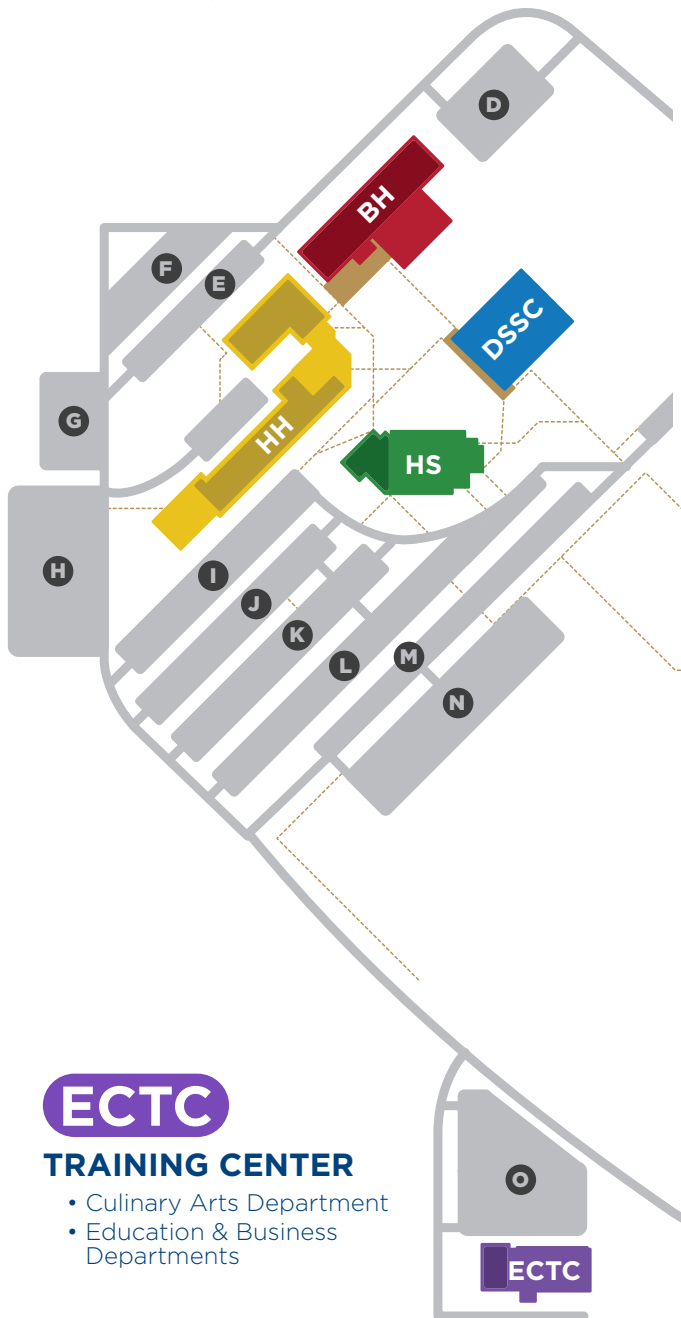 D
BH
F
E
DSSC
G
HH
HS
H
I
J
K
L
M
N
ECTC
TRAINING CENTER
• Culinary Arts Department
• Education & Business
Departments
O
ECTC